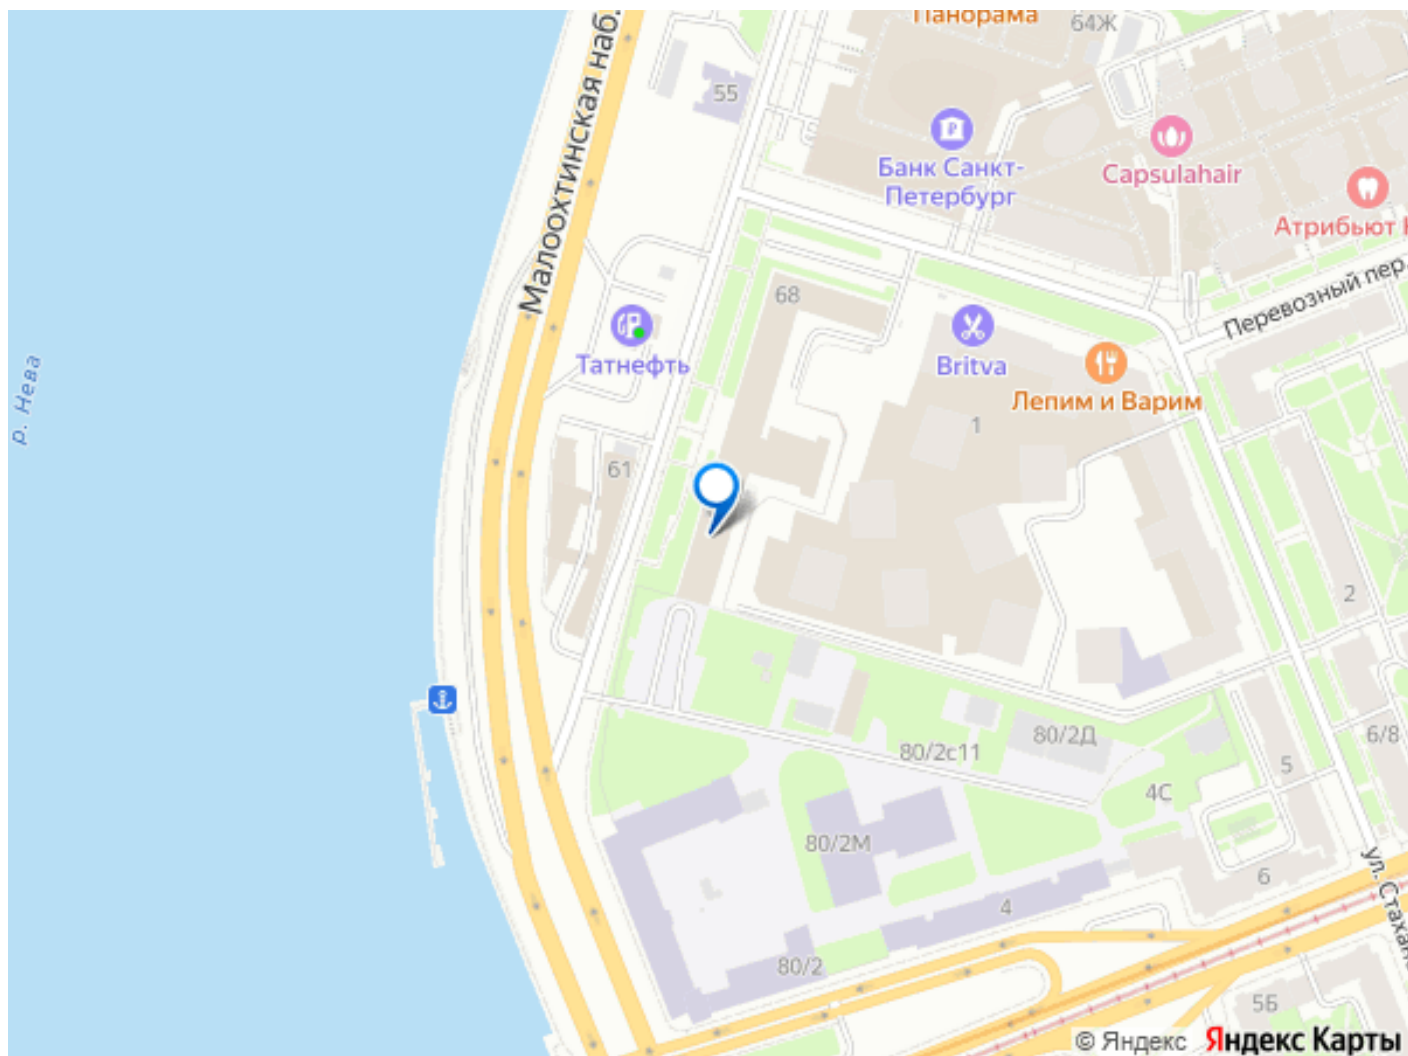 Панорама
64Ж
Малоохтинская наб.
55
Банк Санкт-
Петербург
Capsulahair
Атрибьют
Перевозный пер.
68
Татнефть
Britva
Лепим и Варим
р. Нева
1
61
2
80/2с11
80/2Д
6/8
5
4С
80/2М
6
4
ул. Стахан
80/2
5Б
© Яндекс Яндекс Карты